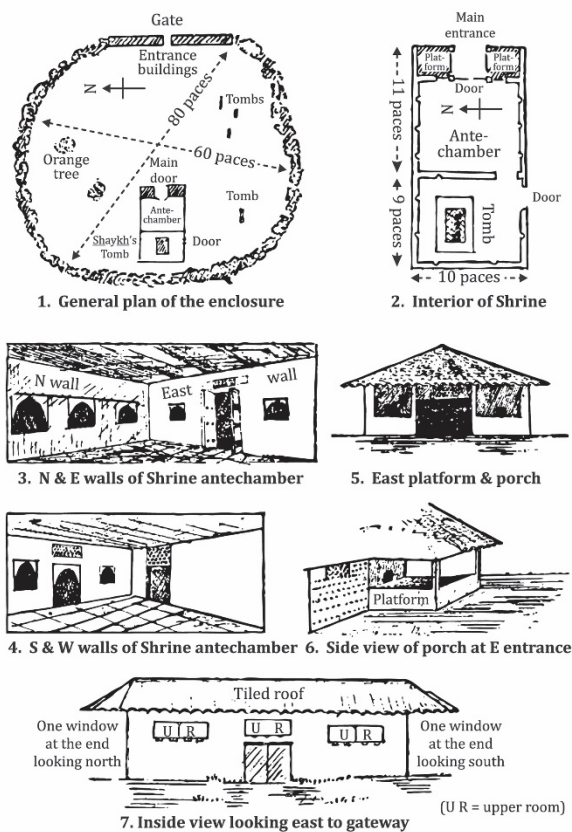 Gate
Entrance
buildings
N
80 paces
Tombs
60 paces
Orange
tree
Main
door
Tomb
Ante-
chamber
Shaykh's
Tomb
Door
1. General plan of the enclosure
Main
entrance
Plat-
form
Plat-
form
Door
11 paces
N
Ante-
chamber
9 paces
Tomb
Door
10 paces
2. Interior of Shrine
N wall
East
wall
3. N & E walls of Shrine antechamber
5. East platform & porch
Platform
4. S & W walls of Shrine antechamber
6. Side view of porch at E entrance
Tiled roof
One window
at the end
looking north
U R
U R
U R
One window
at the end
looking south
(U R = upper room)
7. Inside view looking east to gateway